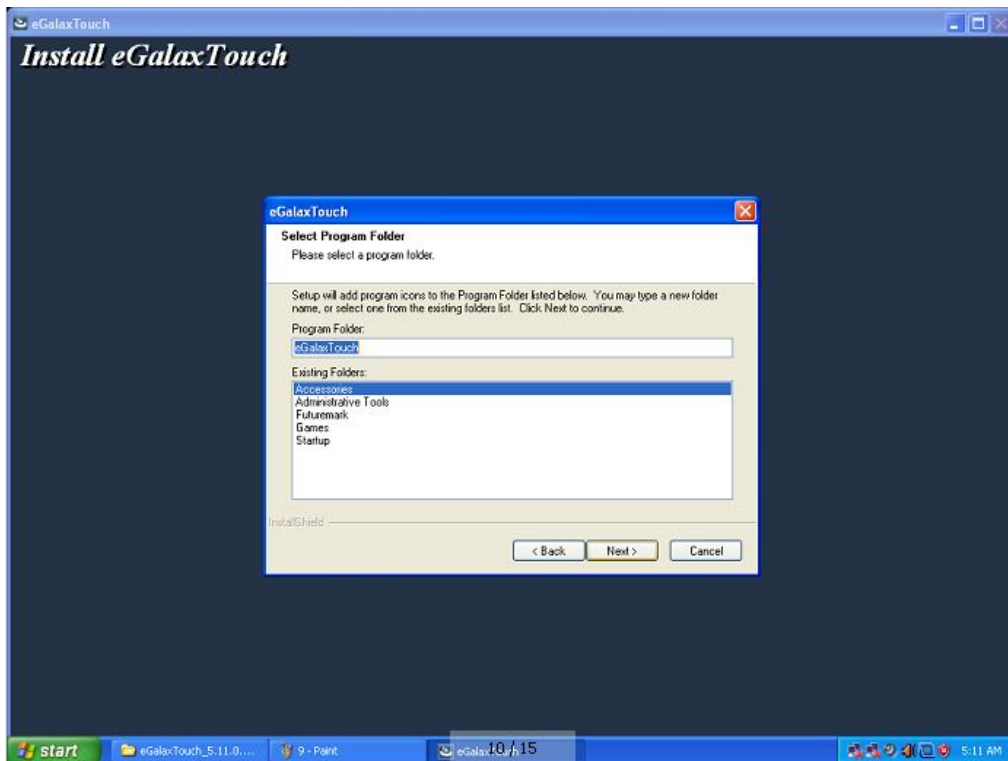 eGalaxTouch
Install eGalaxTouch
eGalaxTouch
Select Program Folder
Please select a program folder.
Setup will add program icons to the Program Folder listed below. You may type a new folder
name, or select one from the existing folders list. Click Next to continue.
Program Folder:
eGalaxTouch
Existing Folders:
Accessories
Administrative Tools
Futuremark
Games
Startup
InstallShield
< Back Next > Cancel
start eGalaxTouch_5.11.0.... 9 - Paint 10 / 15 5:11 AM